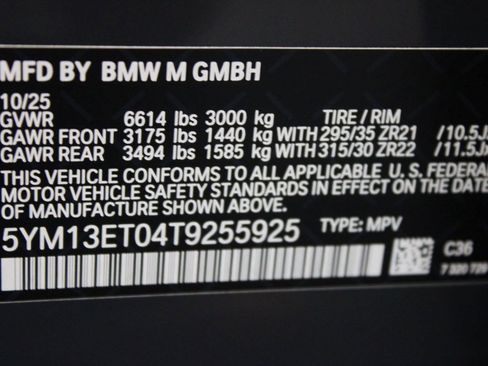 MFD BY BMW M GMBH
10/25
GVWR 6614 lbs 3000 kg TIRE / RIM
GAWR FRONT 3175 lbs 1440 kg WITH 295/35 ZR21 /10.5J
GAWR REAR 3494 lbs 1585 kg WITH 315/30 ZR22 /11.5Jx
THIS VEHICLE CONFORMS TO ALL APPLICABLE U. S. FEDERAL
MOTOR VEHICLE SAFETY STANDARDS IN EFFECT ON THE DATE
OF MANUFACTURE SHOWN ABOVE.
5YM13ET04T9255925 TYPE: MPV
C36